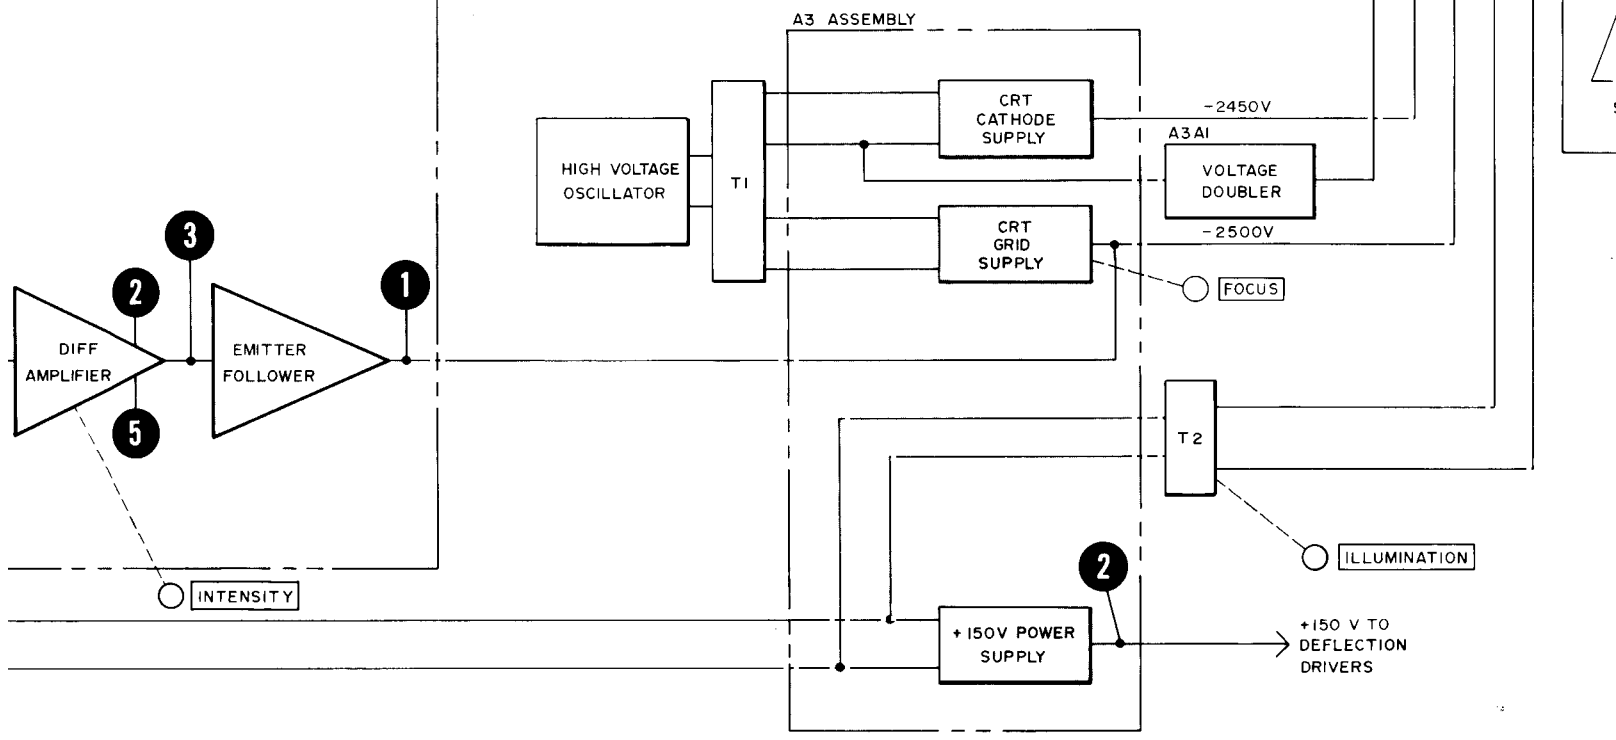 A3 ASSEMBLY
CRT
CATHODE
SUPPLY
-2450V
A3A1
VOLTAGE
DOUBLER
HIGH VOLTAGE
OSCILLATOR
T1
CRT
GRID
SUPPLY
-2500V
FOCUS
3
2
1
DIFF
AMPLIFIER
EMITTER
FOLLOWER
5
T2
INTENSITY
ILLUMINATION
2
+150V POWER
SUPPLY
+150 V TO
DEFLECTION
DRIVERS